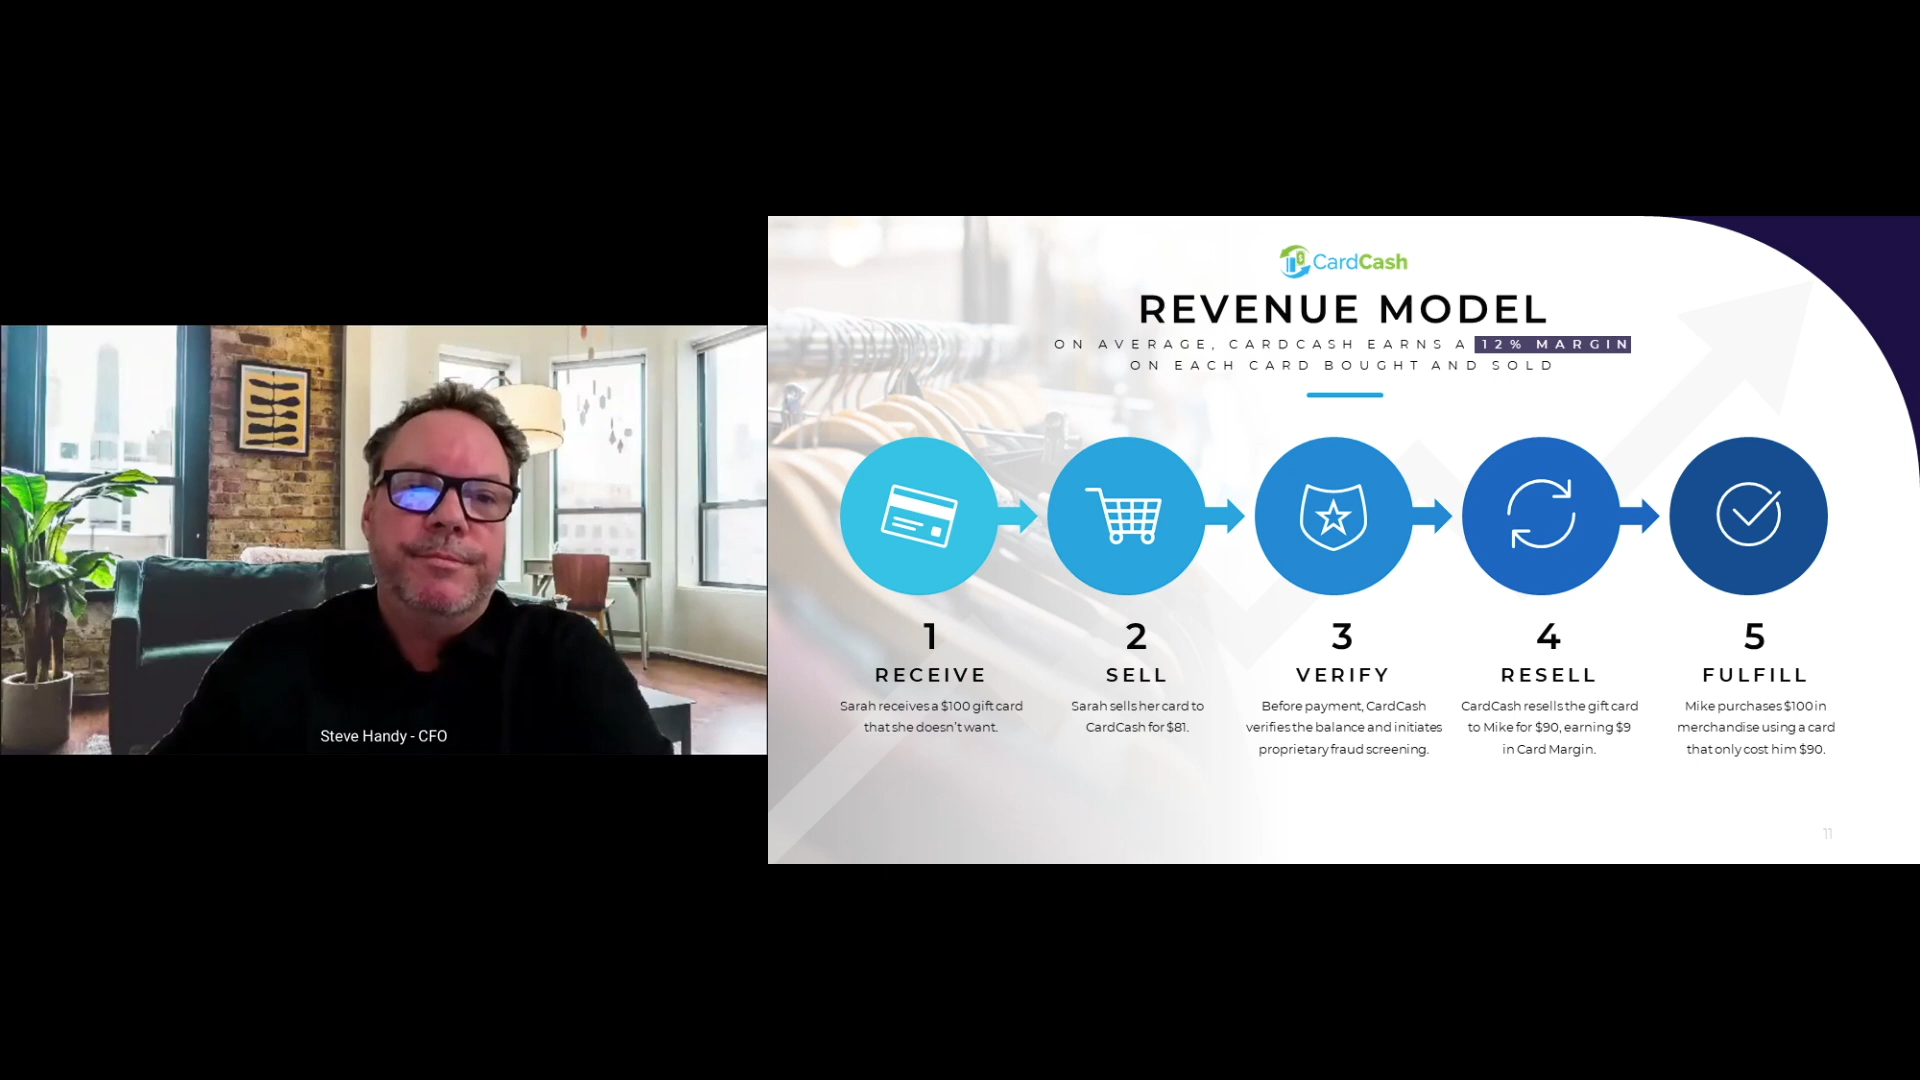 Steve Handy - CFO
CardCash
REVENUE MODEL
ON AVERAGE, CARDCASH EARNS A 12% MARGIN
ON EACH CARD BOUGHT AND SOLD
1
RECEIVE
Sarah receives a $100 gift card
that she doesn't want.
2
SELL
Sarah sells her card to
CardCash for $81.
3
VERIFY
Before payment, CardCash
verifies the balance and initiates
proprietary fraud screening.
4
RESELL
CardCash resells the gift card
to Mike for $90, earning $9
in Card Margin.
5
FULFILL
Mike purchases $100 in
merchandise using a card
that only cost him $90.
11